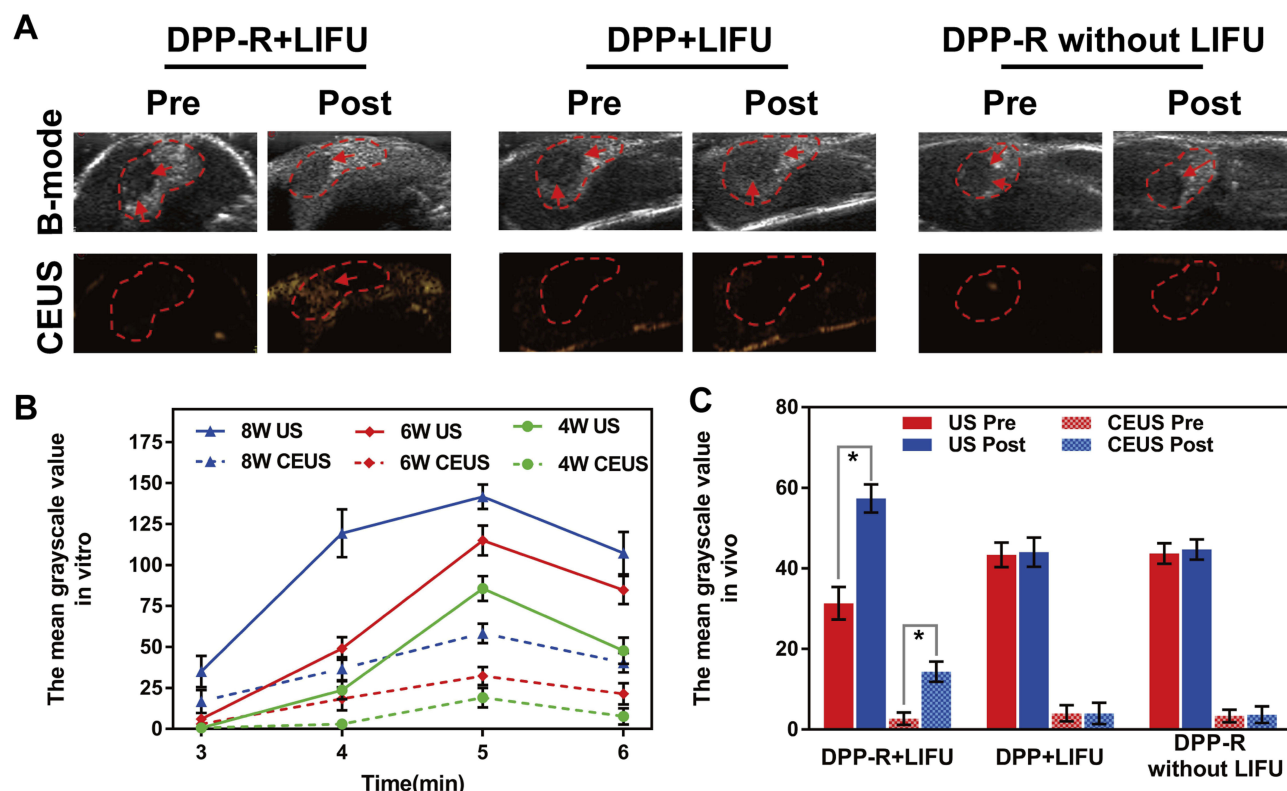 A
DPP-R+LIFU
DPP+LIFU
DPP-R without LIFU
Pre
Post
Pre
Post
Pre
Post
B-mode
CEUS
B
The mean grayscale value
in vitro
175
150
125
100
75
50
25
0
8W US
6W US
4W US
8W CEUS
6W CEUS
4W CEUS
3
4
5
6
Time(min)
C
The mean grayscale value
in vivo
80
60
40
20
0
US Pre
CEUS Pre
US Post
CEUS Post
*
*
DPP-R+LIFU
DPP+LIFU
DPP-R
without LIFU